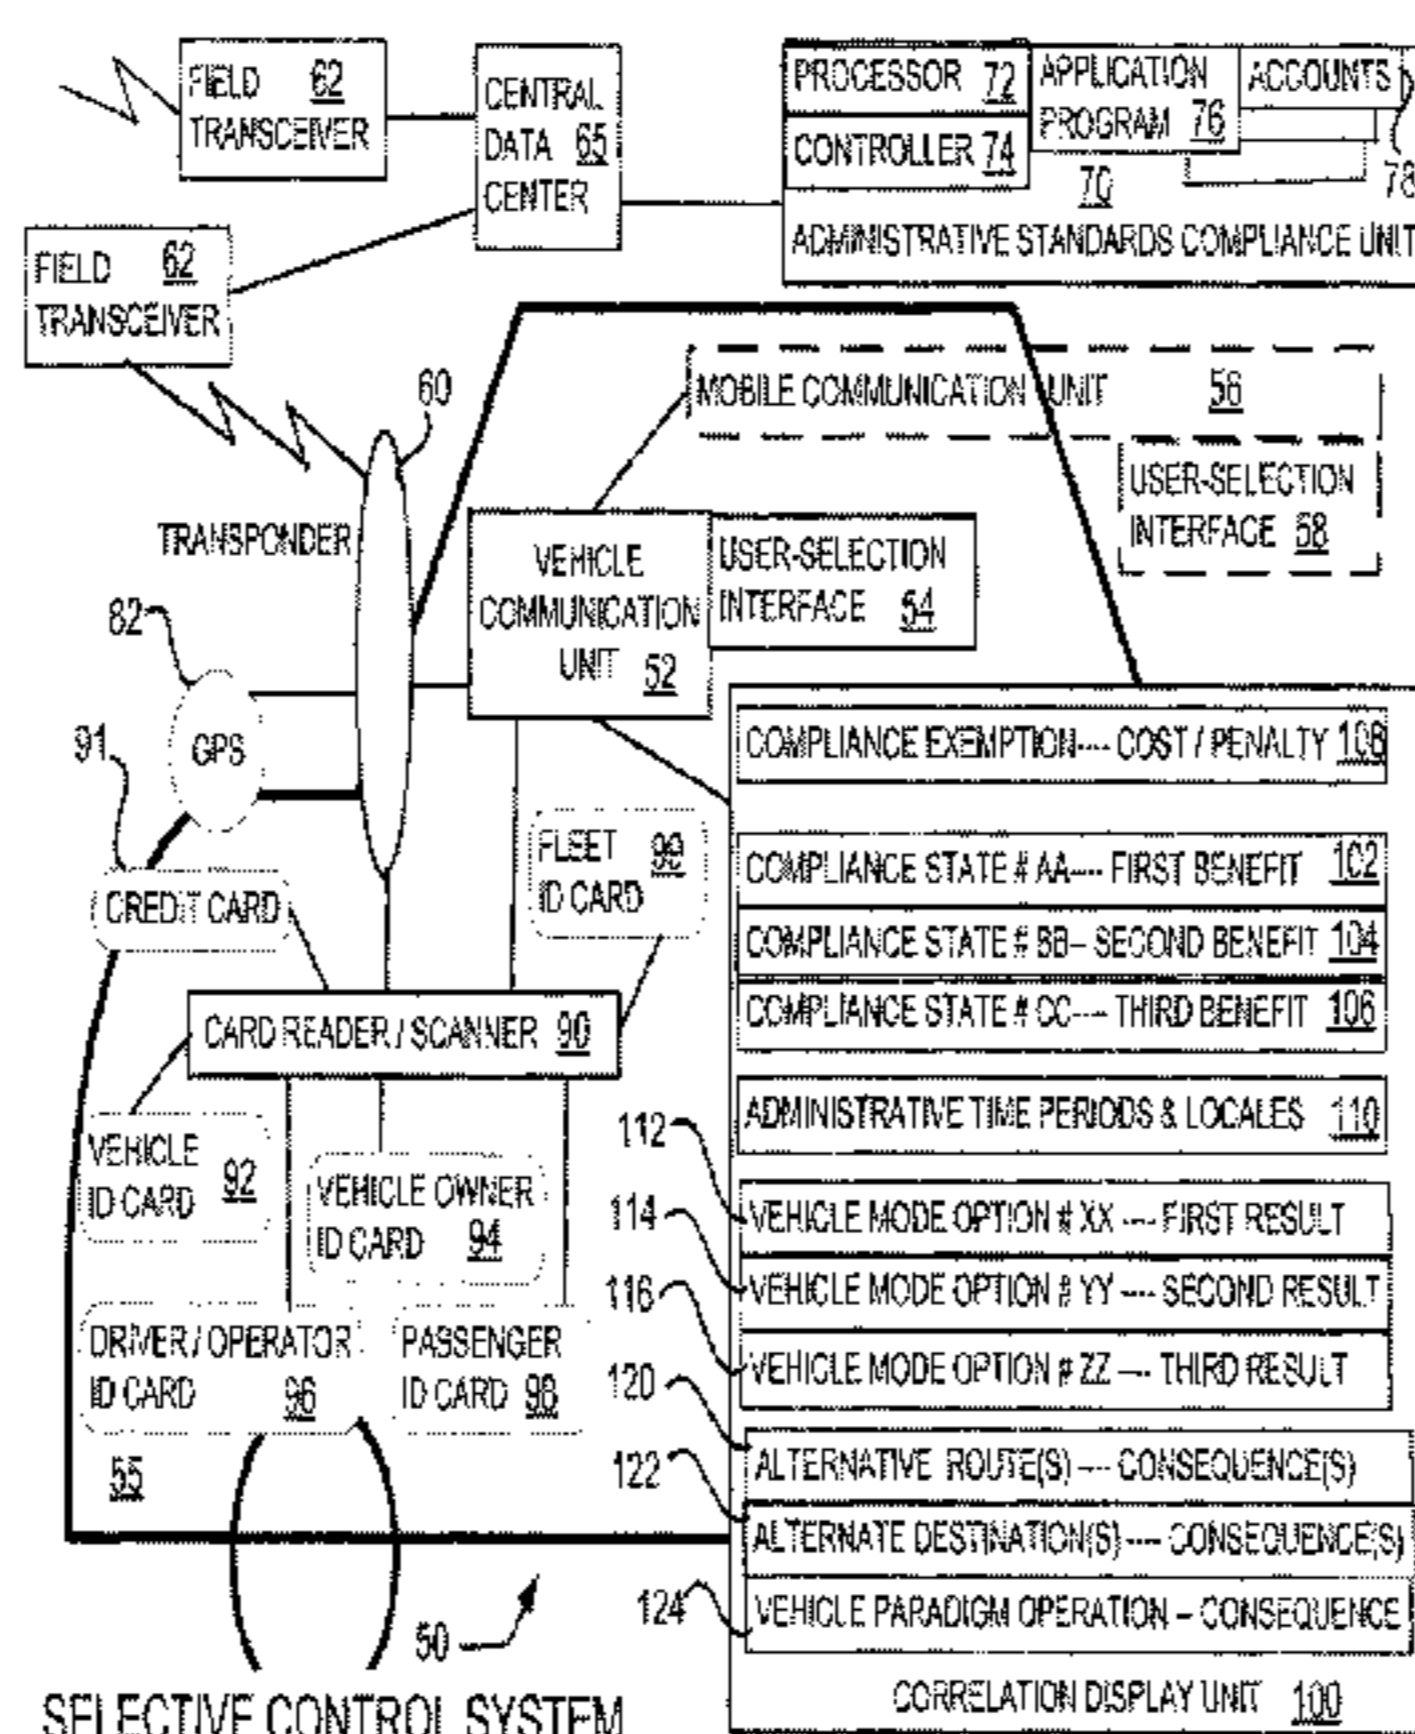 FIELD 62
TRANSCEIVER
CENTRAL
DATA 65
CENTER
PROCESSOR 72
CONTROLLER 74
APPLICATION
PROGRAM 76
ACCOUNTS
78
70
ADMINISTRATIVE STANDARDS COMPLIANCE UNIT
FIELD 62
TRANSCEIVER
60
MOBILE COMMUNICATION UNIT 56
USER-SELECTION
INTERFACE 58
TRANSPONDER
VEHICLE
COMMUNICATION
UNIT 52
USER-SELECTION
INTERFACE 54
82
GPS
91
CREDIT CARD
FLEET 99
ID CARD
CARD READER / SCANNER 90
VEHICLE
ID CARD 92
VEHICLE OWNER
ID CARD 94
DRIVER / OPERATOR
ID CARD 96
PASSENGER
ID CARD 98
55
50
SELECTIVE CONTROL SYSTEM
COMPLIANCE EXEMPTION---- COST / PENALTY 108
COMPLIANCE STATE # AA---- FIRST BENEFIT 102
COMPLIANCE STATE # BB-- SECOND BENEFIT 104
COMPLIANCE STATE # CC---- THIRD BENEFIT 106
ADMINISTRATIVE TIME PERIODS & LOCALES 110
112 VEHICLE MODE OPTION # XX ---- FIRST RESULT
114 VEHICLE MODE OPTION # YY ---- SECOND RESULT
116 VEHICLE MODE OPTION # ZZ ---- THIRD RESULT
120 ALTERNATIVE ROUTE(S) ---- CONSEQUENCE(S)
122 ALTERNATE DESTINATION(S) ---- CONSEQUENCE(S)
124 VEHICLE PARADIGM OPERATION -- CONSEQUENCE
CORRELATION DISPLAY UNIT 100